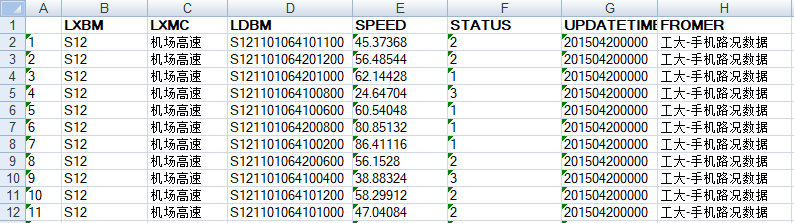 A B C D E F G H
1 LXBM LXMC LDBM SPEED STATUS UPDATETIME FROMER
2 1 S12 机场高速 S121101064101100 45.37368 2 201504200000 工大-手机路况数据
3 2 S12 机场高速 S121101064201200 56.48544 2 201504200000 工大-手机路况数据
4 3 S12 机场高速 S121101064201000 62.14428 1 201504200000 工大-手机路况数据
5 4 S12 机场高速 S121101064100800 24.64704 3 201504200000 工大-手机路况数据
6 5 S12 机场高速 S121101064100600 60.54048 1 201504200000 工大-手机路况数据
7 6 S12 机场高速 S121101064200800 80.85132 1 201504200000 工大-手机路况数据
8 7 S12 机场高速 S121101064100200 86.41116 1 201504200000 工大-手机路况数据
9 8 S12 机场高速 S121101064200600 56.1528 2 201504200000 工大-手机路况数据
10 9 S12 机场高速 S121101064100400 38.88324 3 201504200000 工大-手机路况数据
11 10 S12 机场高速 S121101064101200 58.29912 2 201504200000 工大-手机路况数据
12 11 S12 机场高速 S121101064101000 47.04084 2 201504200000 工大-手机路况数据